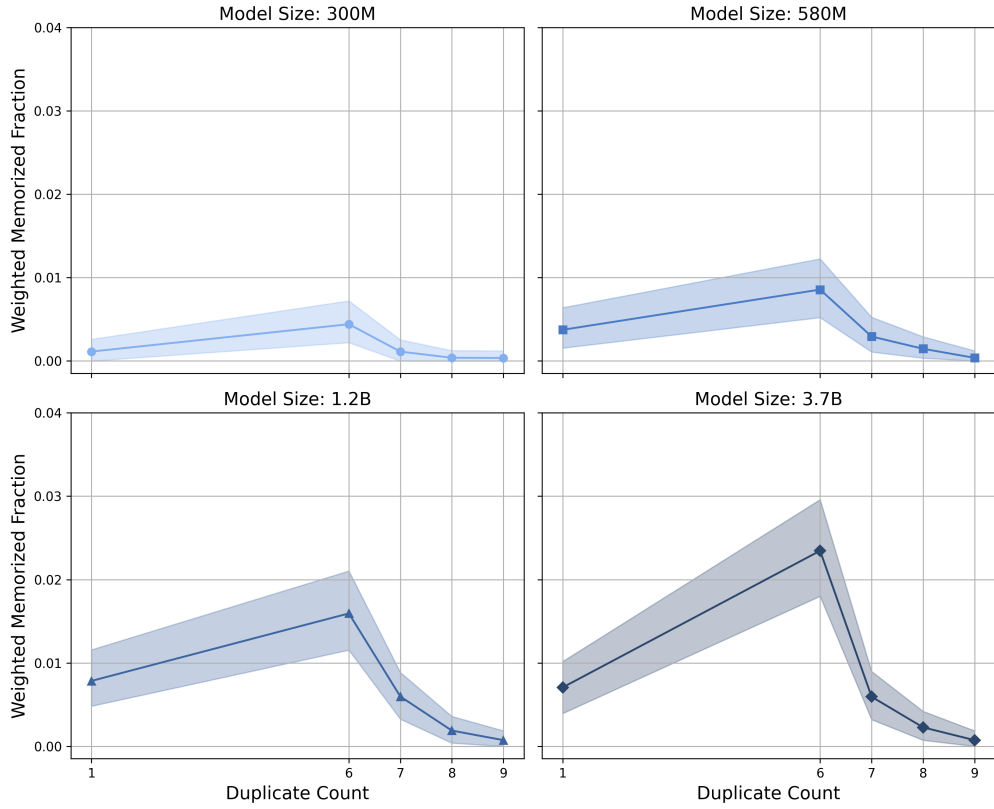 Model Size: 300M
Model Size: 580M
Weighted Memorized Fraction
0.04
0.03
0.02
0.01
0.00
Model Size: 1.2B
Model Size: 3.7B
Weighted Memorized Fraction
0.04
0.03
0.02
0.01
0.00
1 6 7 8 9
1 6 7 8 9
Duplicate Count
Duplicate Count